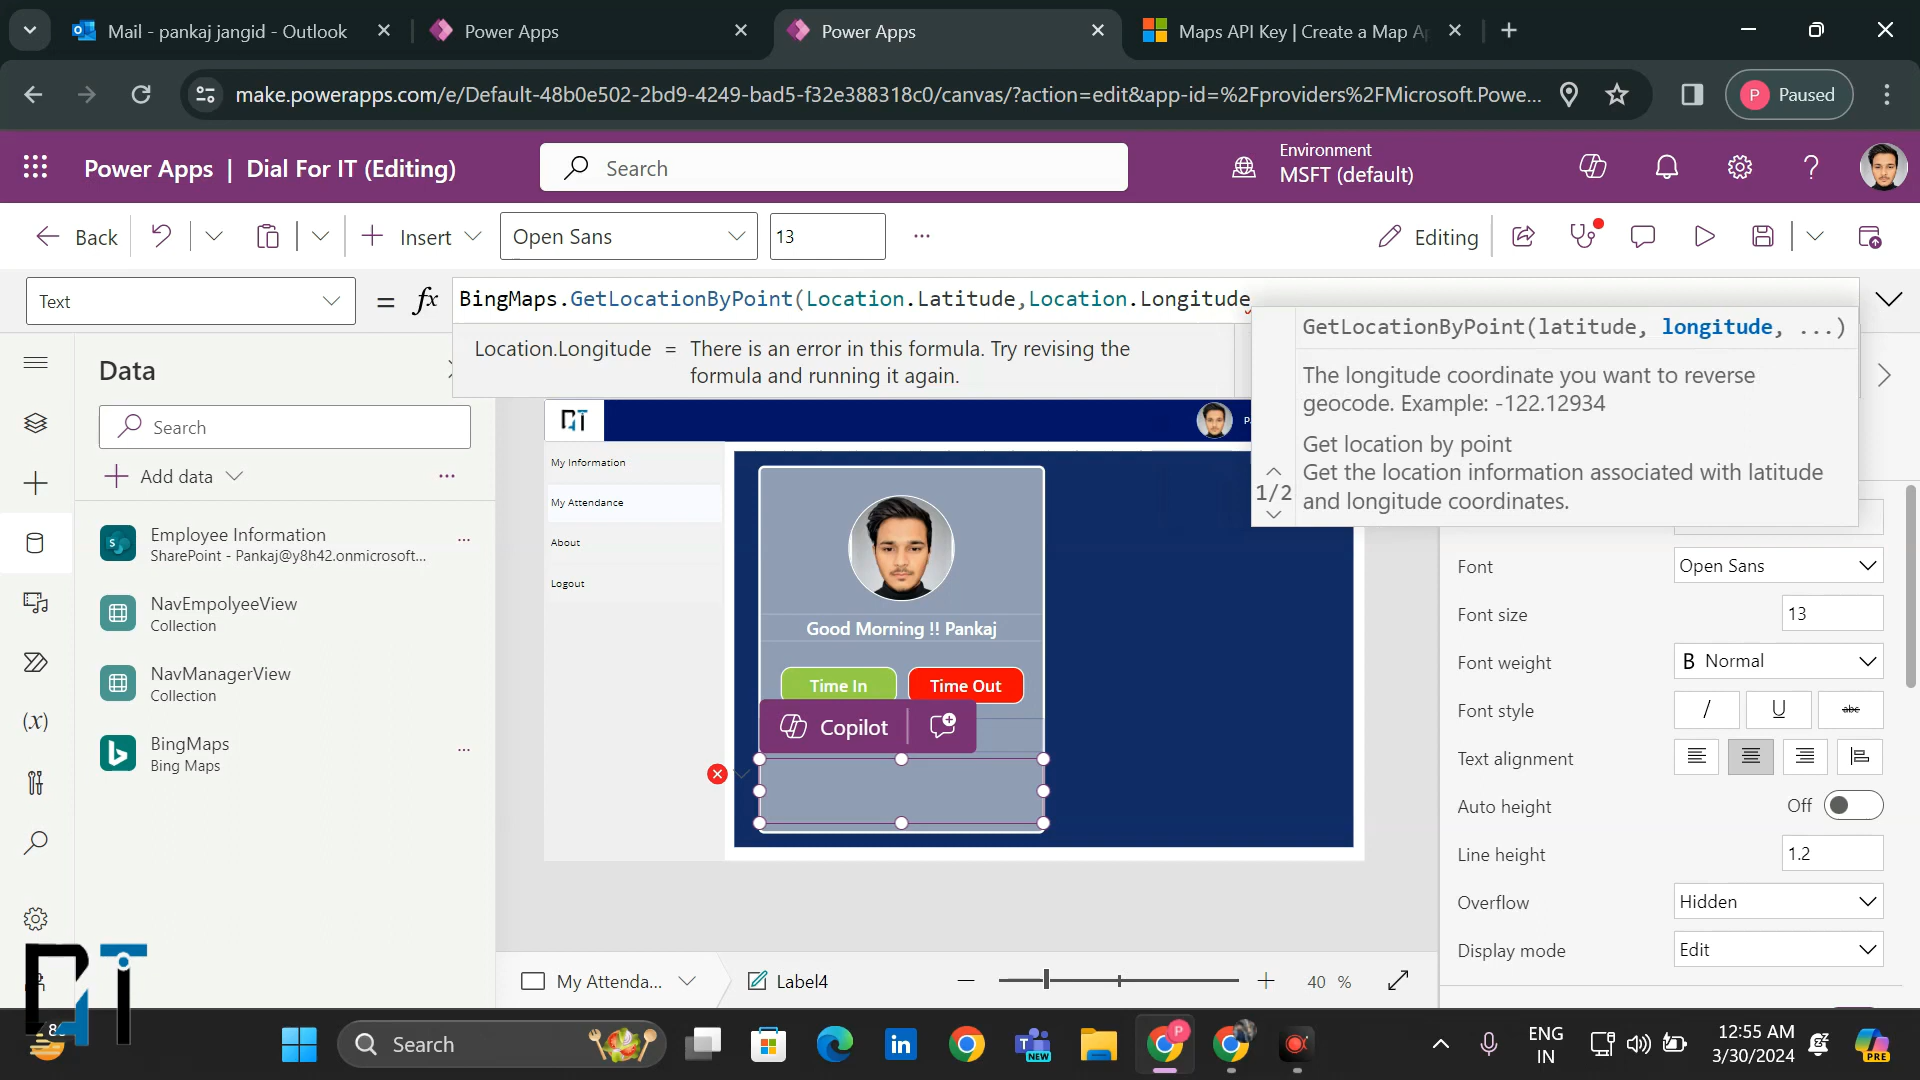 Mail - pankaj jangid - Outlook
Power Apps
Power Apps
Maps API Key | Create a Map Ap
make.powerapps.com/e/Default-48b0e502-2bd9-4249-bad5-f32e388318c0/canvas/?action=edit&app-id=%2Fproviders%2FMicrosoft.Powe...
P Paused
Power Apps | Dial For IT (Editing)
Search
Environment
MSFT (default)
Back
Insert
Open Sans
13
...
Editing
Text
= fx BingMaps.GetLocationByPoint(Location.Latitude,Location.Longitude
Location.Longitude = There is an error in this formula. Try revising the
formula and running it again.
GetLocationByPoint(latitude, longitude, ...)
The longitude coordinate you want to reverse
geocode. Example: -122.12934
Get location by point
1/2
Get the location information associated with latitude
and longitude coordinates.
Data
Search
Add data
...
Employee Information
SharePoint - Pankaj@y8h42.onmicrosoft...
...
NavEmpolyeeView
Collection
NavManagerView
Collection
BingMaps
Bing Maps
...
My Information
My Attendance
About
Logout
Good Morning !! Pankaj
Time In
Time Out
Copilot
Font
Open Sans
Font size
13
Font weight
B Normal
Font style
/ U abc
Text alignment
Auto height
Off
Line height
1.2
Overflow
Hidden
Display mode
Edit
My Attenda...
Label4
40 %
Search
NEW
ENG
IN
12:55 AM
3/30/2024
PRE